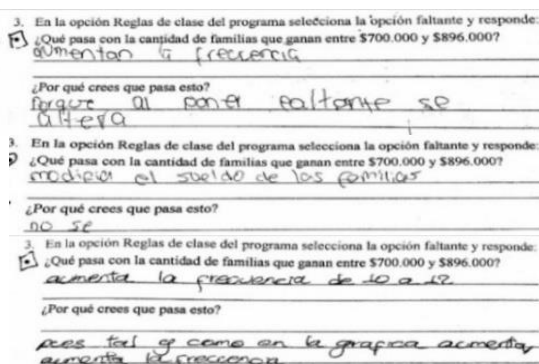 3. En la opción Reglas de clase del programa selecciona la opción faltante y responde:
¿Qué pasa con la cantidad de familias que ganan entre $700.000 y $896.000?
aumentan la frecuencia
¿Por qué crees que pasa esto?
Porque al poner faltante se
altera
3. En la opción Reglas de clase del programa selecciona la opción faltante y responde:
¿Qué pasa con la cantidad de familias que ganan entre $700.000 y $896.000?
modifica el sueldo de las familias
¿Por qué crees que pasa esto?
no se
3. En la opción Reglas de clase del programa selecciona la opción faltante y responde:
¿Qué pasa con la cantidad de familias que ganan entre $700.000 y $896.000?
aumenta la frecuencia de 10 a 12
¿Por qué crees que pasa esto?
pues tal como en la grafica
aumenta la frecuencia